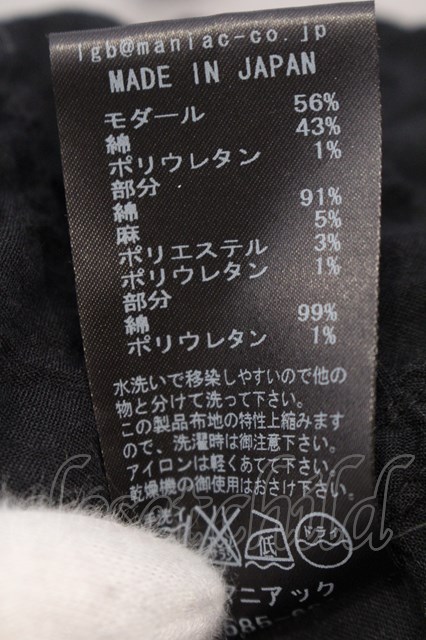 lgb@maniac-co.jp
MADE IN JAPAN
モダール 56%
綿 43%
ポリウレタン 1%
部分
綿 91%
麻 5%
ポリエステル 3%
ポリウレタン 1%
部分
綿 99%
ポリウレタン 1%
水洗いで移染しやすいので他の
物と分けて洗って下さい。
この製品布地の特性上縮みます
ので、洗濯時は御注意下さい。
アイロンは軽くあてて下さい。
乾燥機の御使用はおさけ下さい。
closet child
低 ドライ
マニアック